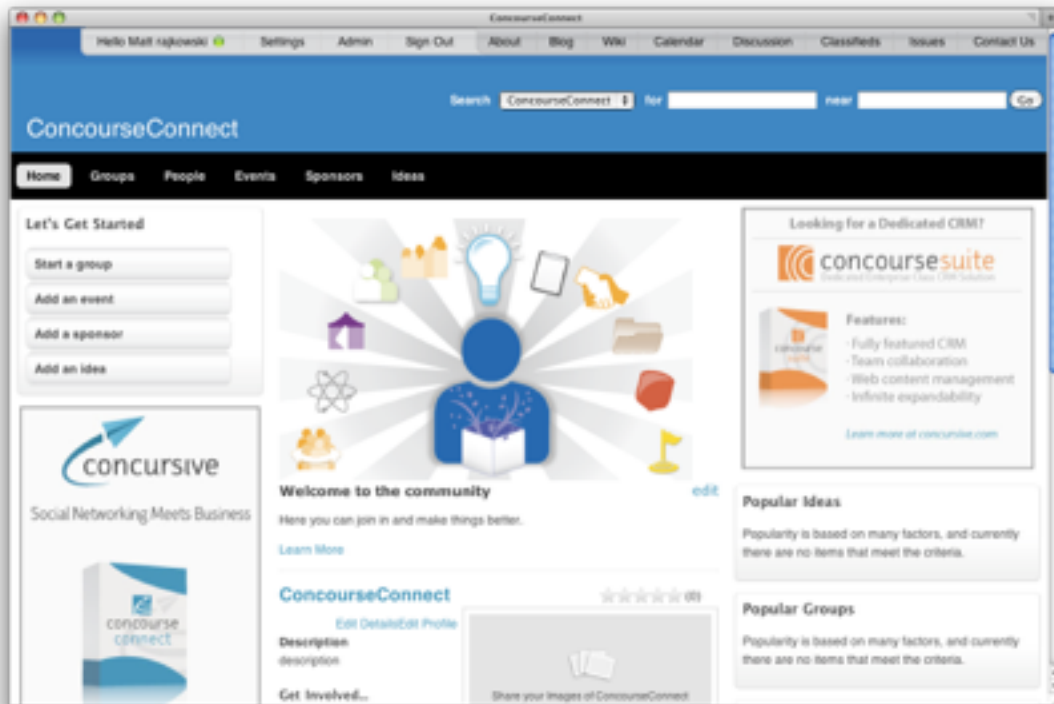 ConcourseConnect
Hello Matt rajkowski Settings Admin Sign Out About Blog Wiki Calendar Discussion Classifieds Issues Contact Us
Search ConcourseConnect for near Go
ConcourseConnect
Home Groups People Events Sponsors Ideas
Let's Get Started
Start a group
Add an event
Add a sponsor
Add an idea
concursive
Social Networking Meets Business
concourse
connect
Welcome to the community edit
Here you can join in and make things better.
Learn More
ConcourseConnect (0)
Edit DetailsEdit Profile
Description
description
Get Involved...
Share your Images of ConcourseConnect
Looking for a Dedicated CRM?
concoursesuite
Dedicated Enterprise Class CRM Solution
concourse
suite
Features:
· Fully featured CRM
· Team collaboration
· Web content management
· Infinite expandability
Learn more at concursive.com
Popular Ideas
Popularity is based on many factors, and currently
there are no items that meet the criteria.
Popular Groups
Popularity is based on many factors, and currently
there are no items that meet the criteria.